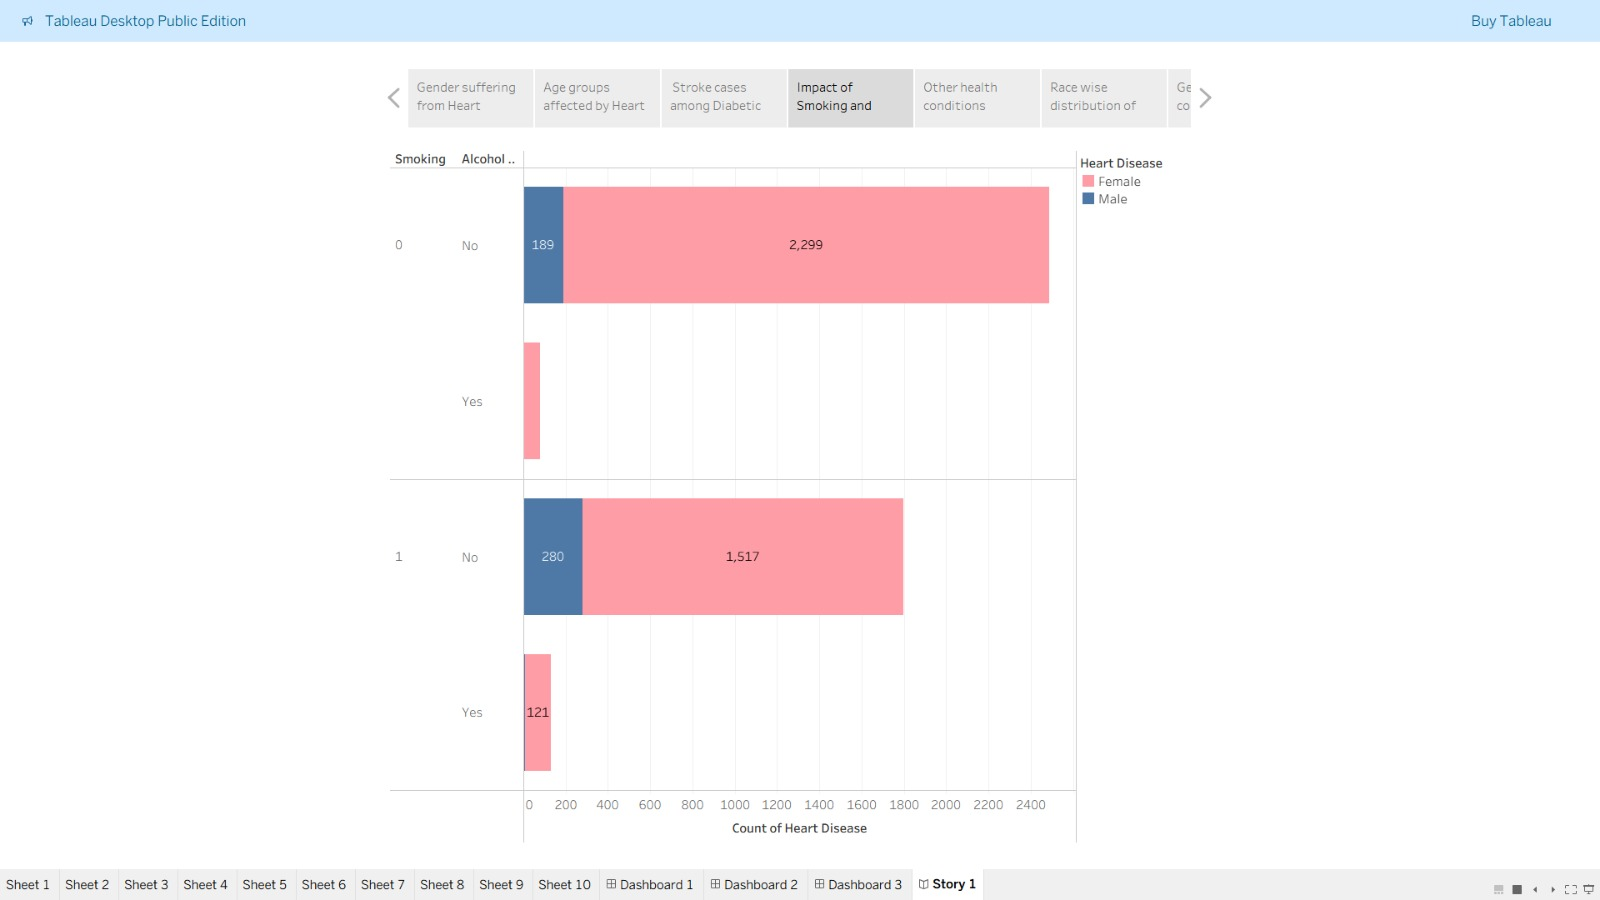 Tableau Desktop Public Edition
Buy Tableau
Gender suffering
from Heart
Age groups
affected by Heart
Stroke cases
among Diabetic
Impact of
Smoking and
Other health
conditions
Race wise
distribution of
Ge
co
Smoking Alcohol ..
Heart Disease
Female
Male
0 No 189 2,299
Yes
1 No 280 1,517
Yes 121
0 200 400 600 800 1000 1200 1400 1600 1800 2000 2200 2400
Count of Heart Disease
Sheet 1 Sheet 2 Sheet 3 Sheet 4 Sheet 5 Sheet 6 Sheet 7 Sheet 8 Sheet 9 Sheet 10 Dashboard 1 Dashboard 2 Dashboard 3 Story 1